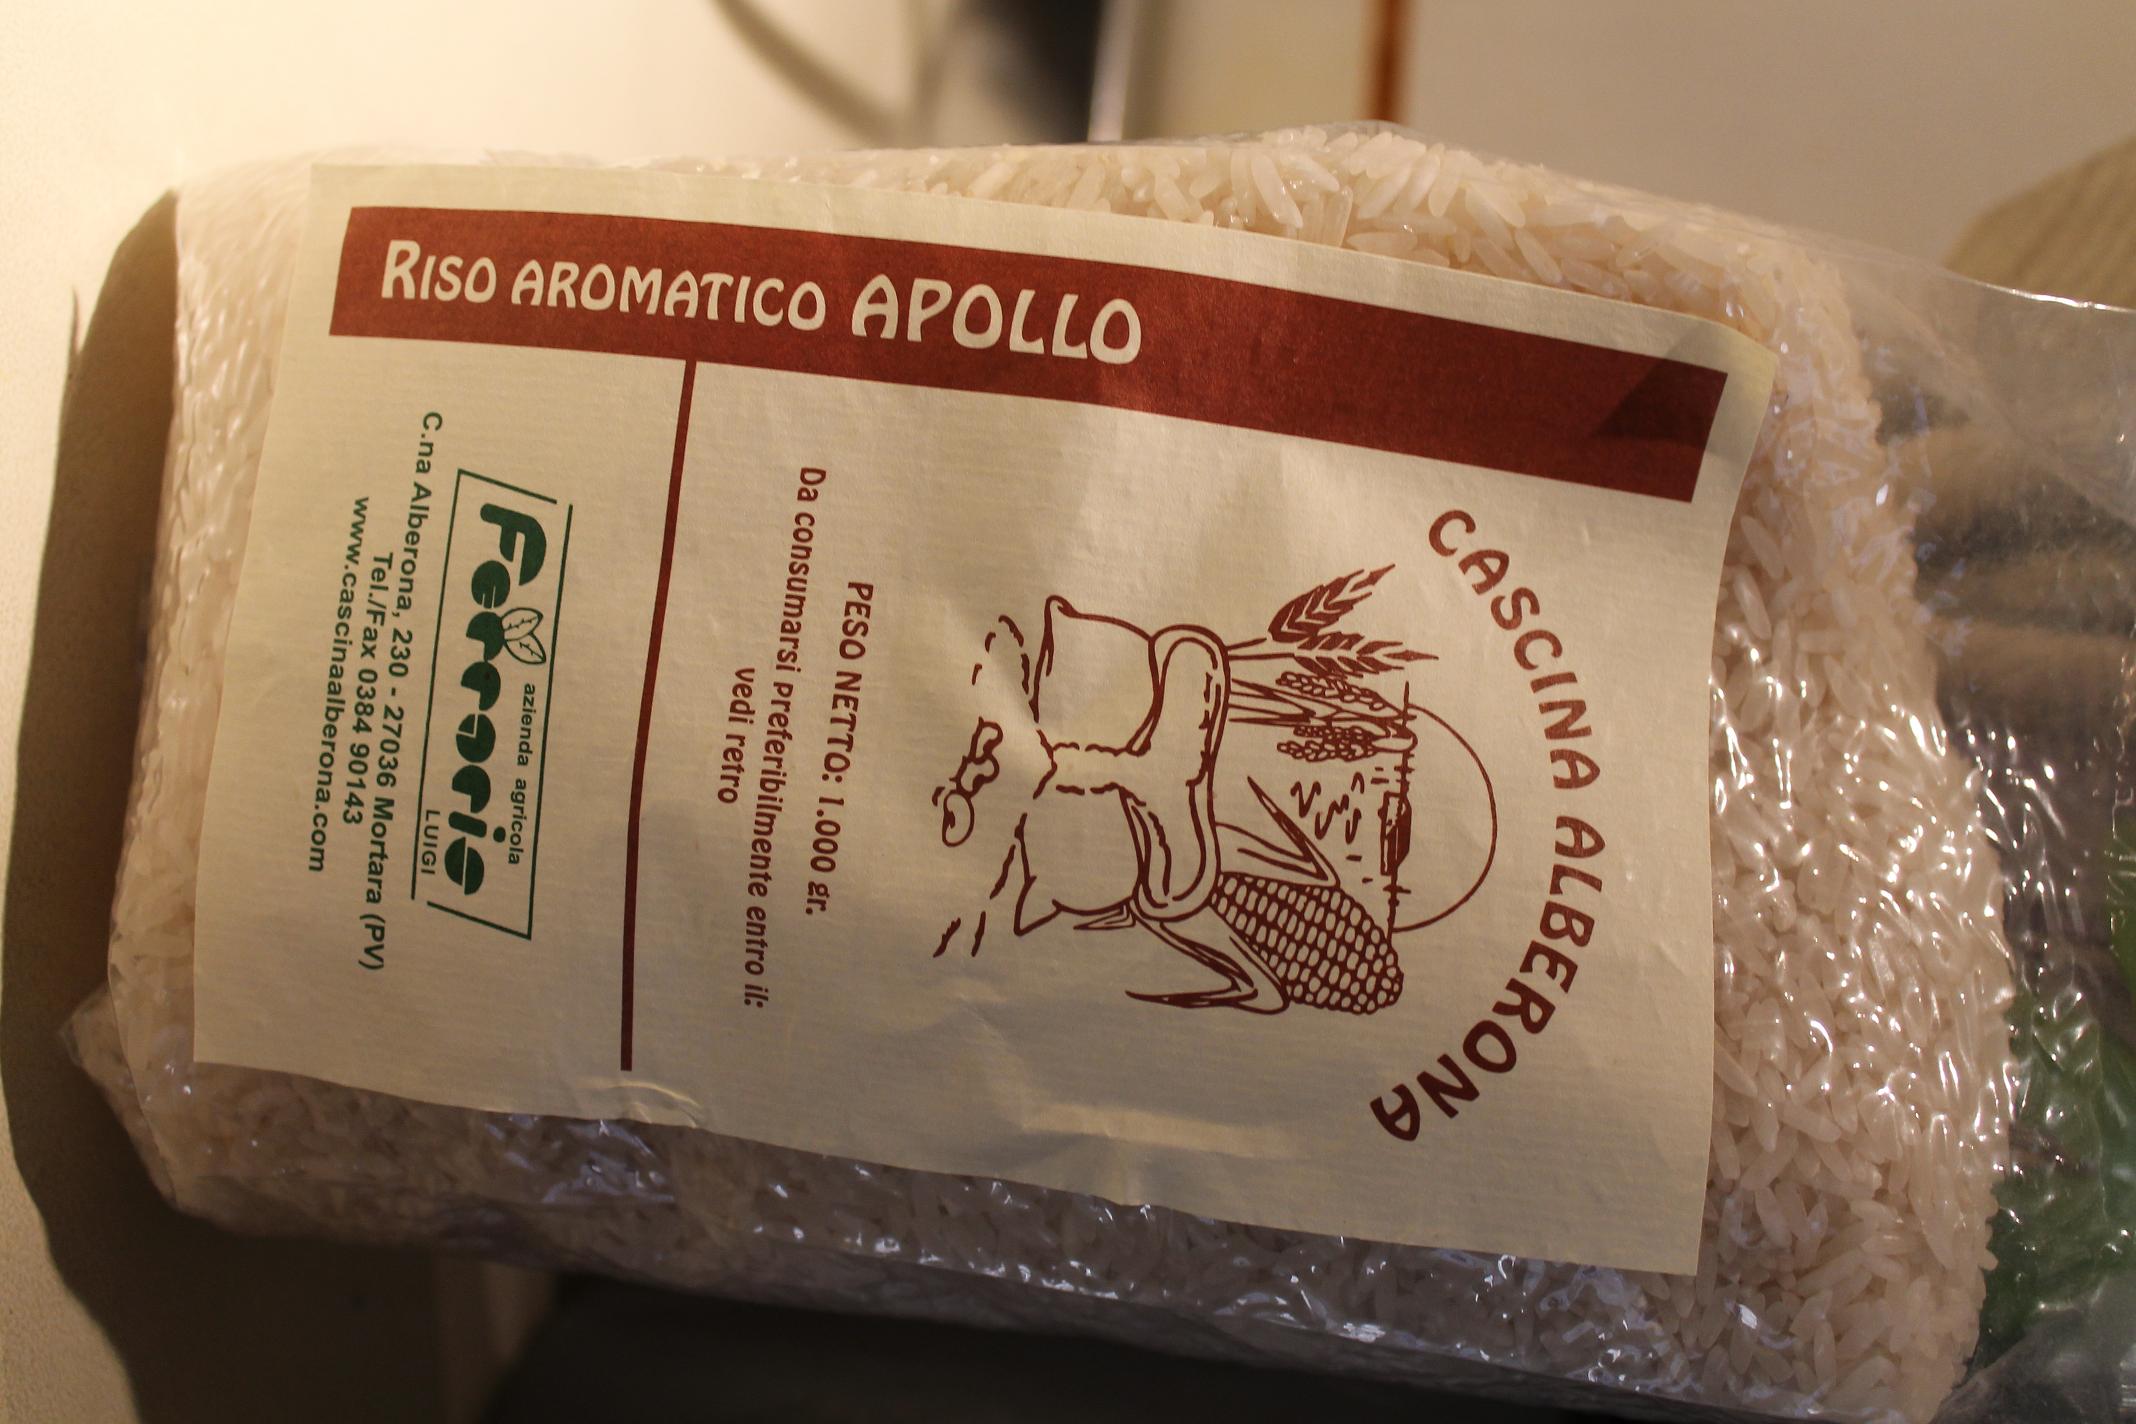 CASCINA ALBERONA
RISO AROMATICO APOLLO
PESO NETTO: 1.000 gr.
Da consumarsi preferibilmente entro il:
vedi retro
azienda agricola
Ferraris
LUIGI
C.na Alberona, 230 - 27036 Mortara (PV)
Tel./Fax 0384 90143
www.cascinaalberona.com